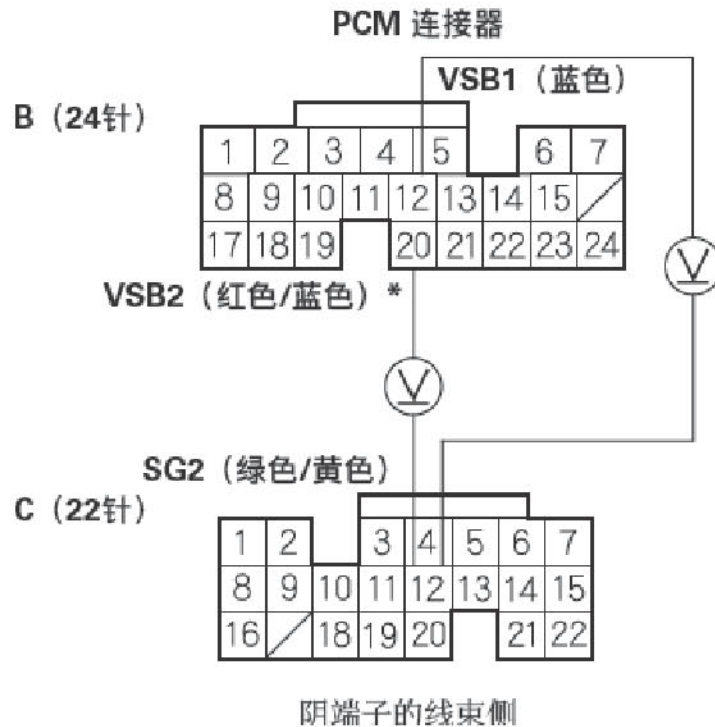 PCM 连接器
VSB1（蓝色）
B（24针）
1 2 3 4 5 6 7
8 9 10 11 12 13 14 15
17 18 19 20 21 22 23 24
V
VSB2（红色/蓝色）*
V
SG2（绿色/黄色）
C（22针）
1 2 3 4 5 6 7
8 9 10 11 12 13 14 15
16 18 19 20 21 22
阴端子的线束侧